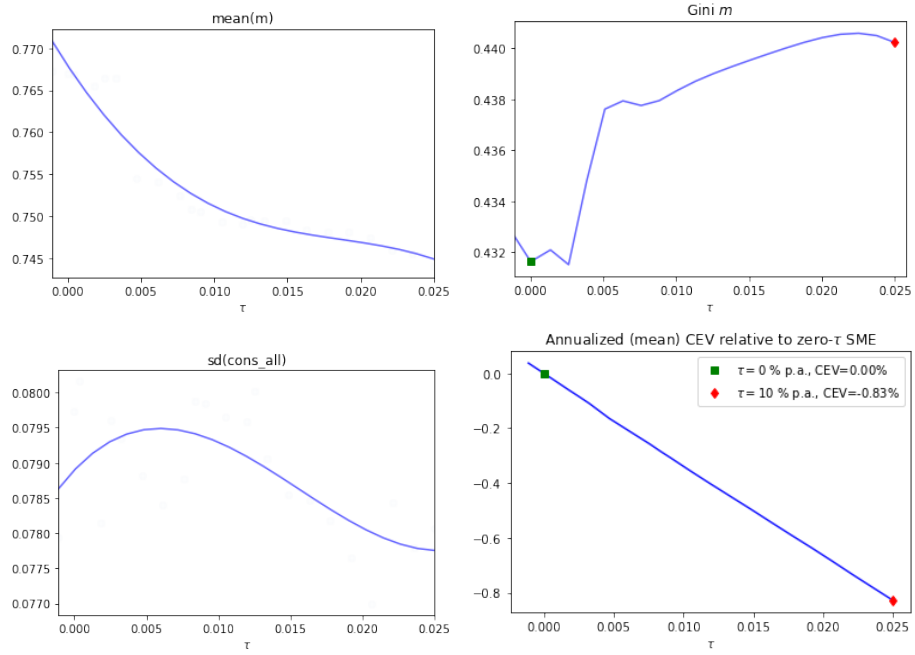 mean(m)
0.770
0.765
0.760
0.755
0.750
0.745
0.000 0.005 0.010 0.015 0.020 0.025
τ
Gini m
0.440
0.438
0.436
0.434
0.432
0.000 0.005 0.010 0.015 0.020 0.025
τ
sd(cons_all)
0.0800
0.0795
0.0790
0.0785
0.0780
0.0775
0.0770
0.000 0.005 0.010 0.015 0.020 0.025
τ
Annualized (mean) CEV relative to zero-τ SME
τ = 0 % p.a., CEV=0.00%
τ = 10 % p.a., CEV=-0.83%
0.0
−0.2
−0.4
−0.6
−0.8
0.000 0.005 0.010 0.015 0.020 0.025
τ